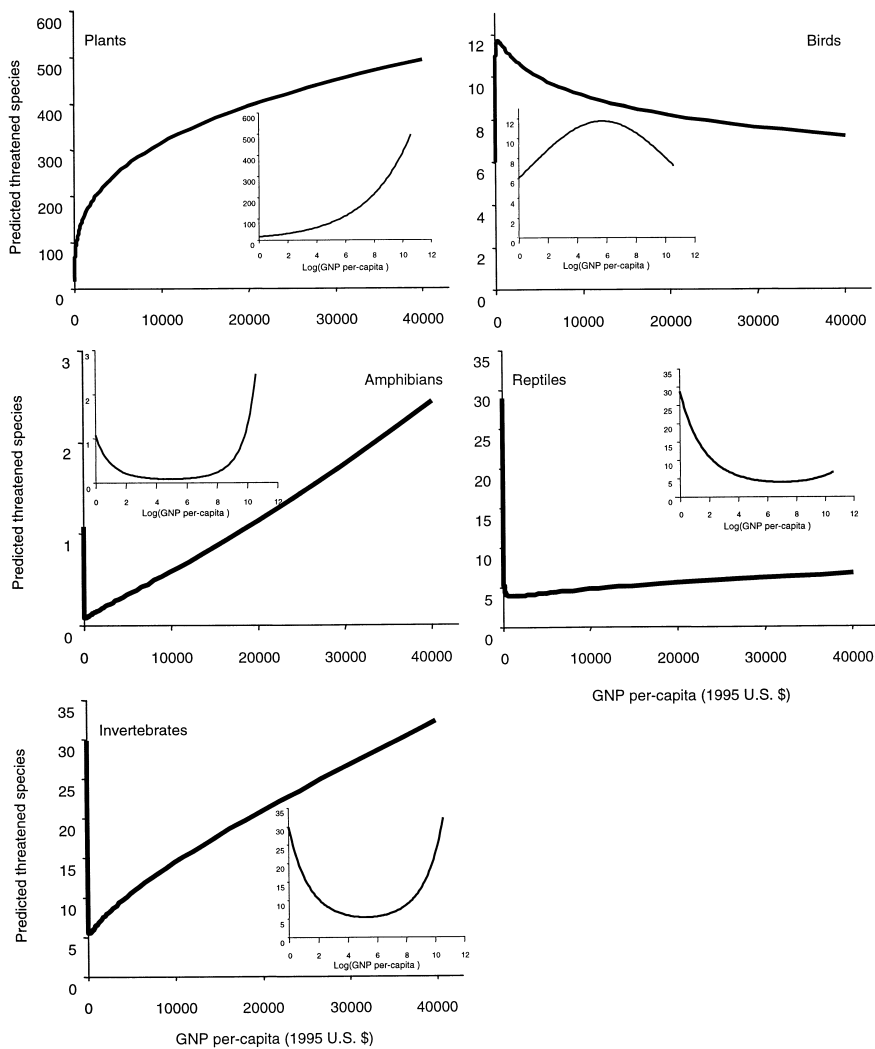 Plants
Predicted threatened species
600
500
400
300
200
100
0
0 10000 20000 30000 40000
600
500
400
300
200
100
0
0 2 4 6 8 10 12
Log(GNP per-capita )
Birds
12
10
8
6
4
2
0
0 10000 20000 30000 40000
12
10
8
6
4
2
0
0 2 4 6 8 10 12
Log(GNP per-capita )
Amphibians
Predicted threatened species
3
2
1
0
0 10000 20000 30000 40000
3
2
1
0
0 2 4 6 8 10 12
Log(GNP per-capita )
Reptiles
35
30
25
20
15
10
5
0
0 10000 20000 30000 40000
GNP per-capita (1995 U.S. $)
35
30
25
20
15
10
5
0
0 2 4 6 8 10 12
Log(GNP per-capita )
Invertebrates
Predicted threatened species
35
30
25
20
15
10
5
0
0 10000 20000 30000 40000
GNP per-capita (1995 U.S. $)
35
30
25
20
15
10
5
0
0 2 4 6 8 10 12
Log(GNP per-capita )